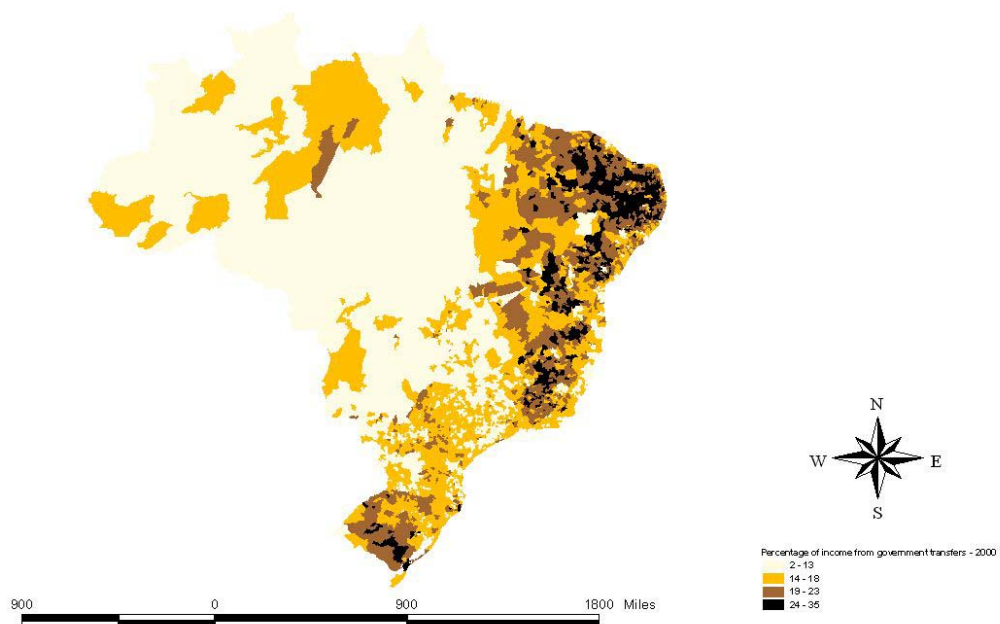 N
W E
S
Percentage of income from government transfers - 2000
2 - 13
14 - 18
19 - 23
24 - 35
900 0 900 1800 Miles